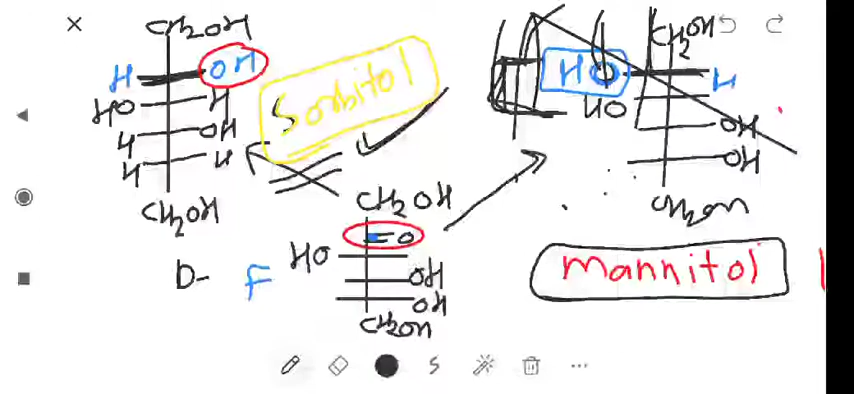 CH2OH
H OH
HO H
H OH
H H
CH2OH
Sorbitol
CH2OH
HO H
HO
OH
OH
CH2OH
mannitol
CH2OH
=O
HO
OH
OH
CH2OH
D- F